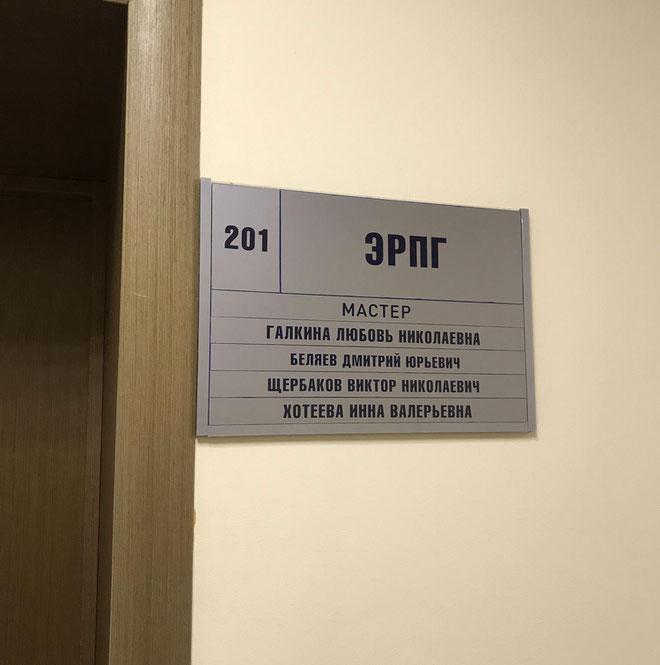 201
ЭРПГ
МАСТЕР
ГАЛКИНА ЛЮБОВЬ НИКОЛАЕВНА
БЕЛЯЕВ ДМИТРИЙ ЮРЬЕВИЧ
ЩЕРБАКОВ ВИКТОР НИКОЛАЕВИЧ
ХОТЕЕВА ИННА ВАЛЕРЬЕВНА